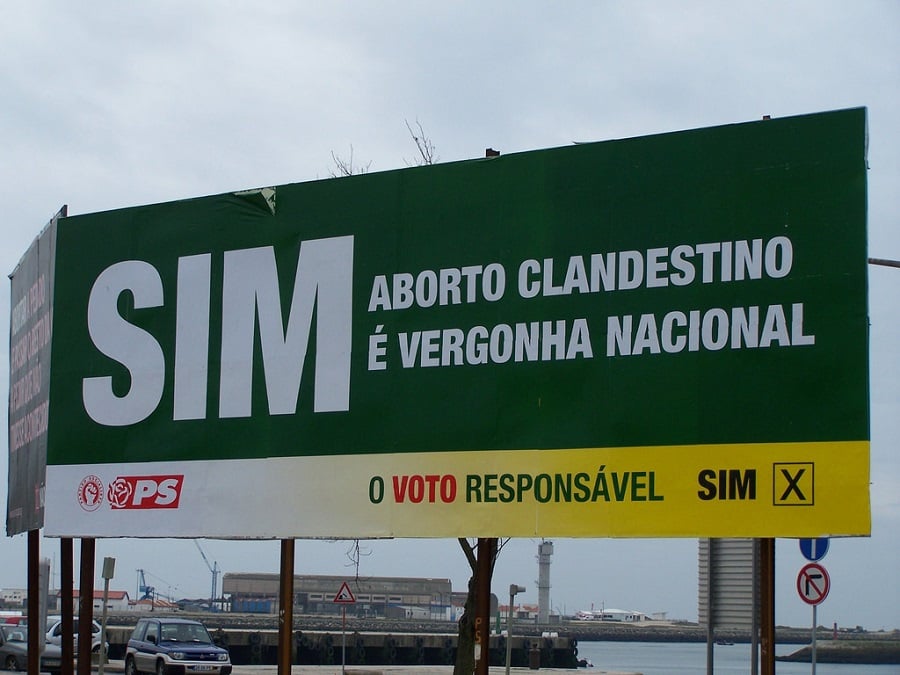 SIM
ABORTO CLANDESTINO
É VERGONHA NACIONAL
PS
O VOTO RESPONSÁVEL SIM X